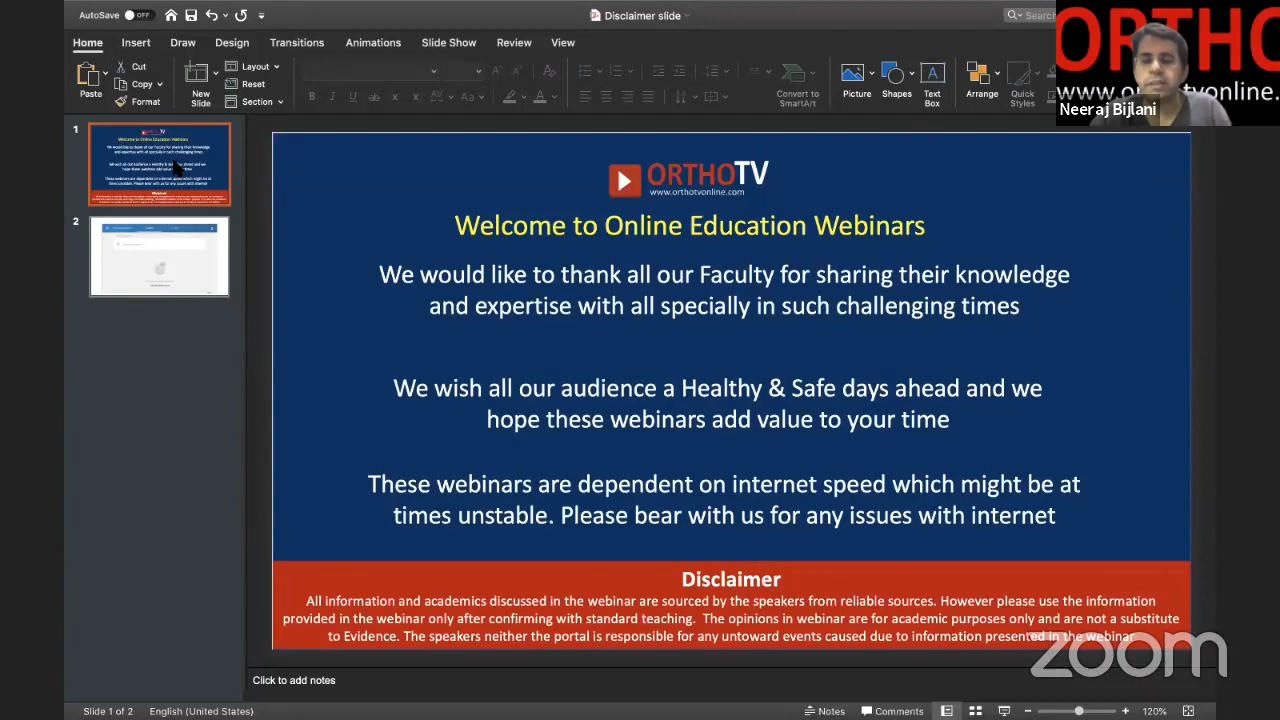 AutoSave OFF
Disclaimer slide
Search
Home Insert Draw Design Transitions Animations Slide Show Review View
Paste
Cut
Copy
Format
New
Slide
Layout
Reset
Section
B I U
Aa
A
Convert to
SmartArt
Picture
Shapes
Text
Box
Arrange
Quick
Styles
ORTHO
www.orthotvonline.com
Neeraj Bijlani
1
2
ORTHOTV
www.orthotvonline.com
Welcome to Online Education Webinars
We would like to thank all our Faculty for sharing their knowledge
and expertise with all specially in such challenging times
We wish all our audience a Healthy & Safe days ahead and we
hope these webinars add value to your time
These webinars are dependent on internet speed which might be at
times unstable. Please bear with us for any issues with internet
Disclaimer
All information and academics discussed in the webinar are sourced by the speakers from reliable sources. However please use the information
provided in the webinar only after confirming with standard teaching. The opinions in webinar are for academic purposes only and are not a substitute
to Evidence. The speakers neither the portal is responsible for any untoward events caused due to information presented in the webinar
zoom
Click to add notes
Slide 1 of 2 English (United States)
Notes Comments 120%